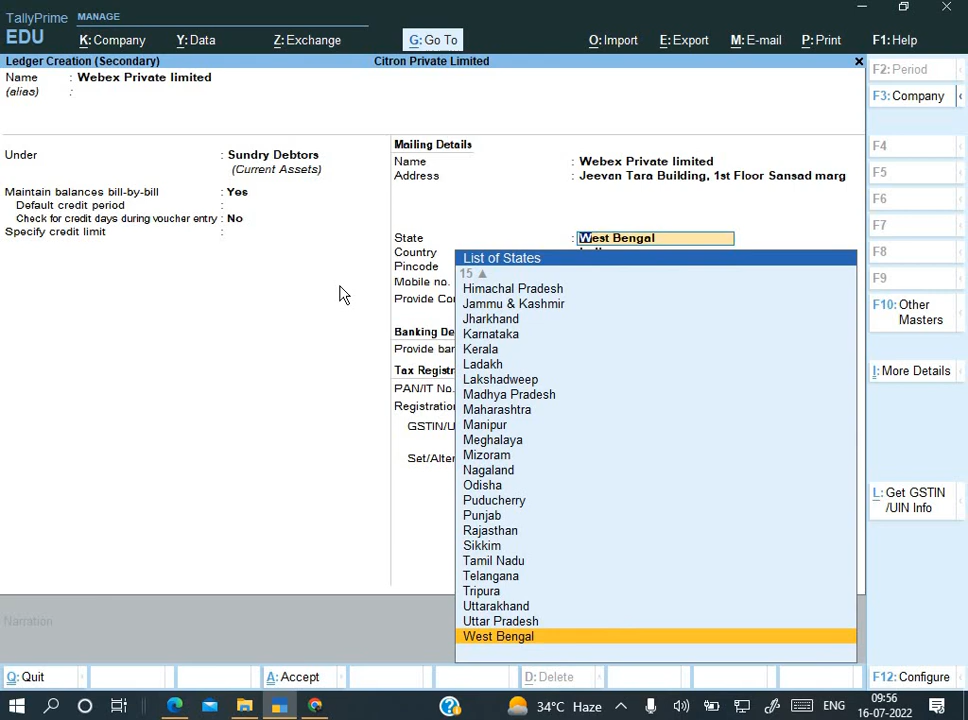 TallyPrime MANAGE
EDU
K: Company Y: Data Z: Exchange G: Go To O: Import E: Export M: E-mail P: Print F1: Help
Ledger Creation (Secondary) Citron Private Limited
Name : Webex Private limited
(alias) :
Under : Sundry Debtors
(Current Assets)
Maintain balances bill-by-bill : Yes
Default credit period :
Check for credit days during voucher entry : No
Specify credit limit :
Mailing Details
Name : Webex Private limited
Address : Jeevan Tara Building, 1st Floor Sansad marg
State : West Bengal
Country :
Pincode
Mobile no.
Provide
Banking
Provide
Tax
PAN/IT No.
Registration
Set/Alter
List of States
15 ▲
Himachal Pradesh
Jammu & Kashmir
Jharkhand
Karnataka
Kerala
Ladakh
Lakshadweep
Madhya Pradesh
Maharashtra
Manipur
Meghalaya
Mizoram
Nagaland
Odisha
Puducherry
Punjab
Rajasthan
Sikkim
Tamil Nadu
Telangana
Tripura
Uttarakhand
Uttar Pradesh
West Bengal
F2: Period
F3: Company
F4
F5
F6
F7
F8
F9
F10: Other
Masters
I: More Details
L: Get GSTIN
/UIN Info
Narration
Q: Quit A: Accept D: Delete F12: Configure
34°C Haze ENG 09:56
16-07-2022